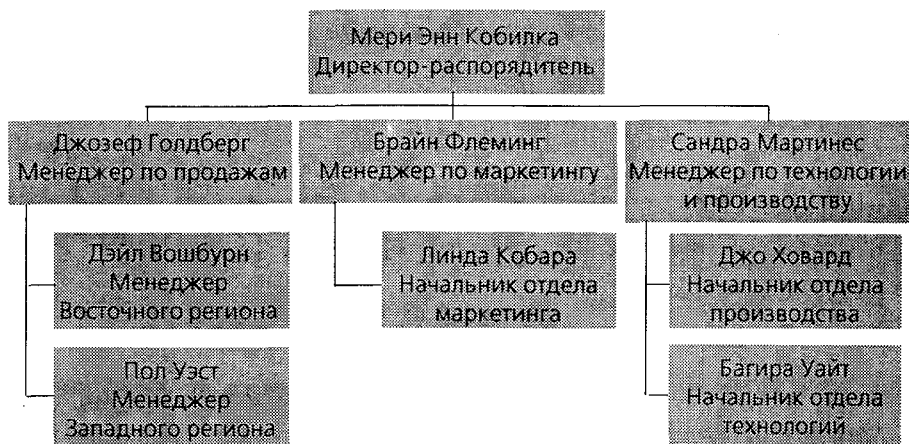 Мери Энн Кобилка
Директор-распорядитель
Джозеф Голдберг
Менеджер по продажам
Брайн Флеминг
Менеджер по маркетингу
Сандра Мартинес
Менеджер по технологии
и производству
Дэйл Вошбурн
Менеджер
Восточного региона
Линда Кобара
Начальник отдела
маркетинга
Джо Ховард
Начальник отдела
производства
Пол Уэст
Менеджер
Западного региона
Багира Уайт
Начальник отдела
технологий